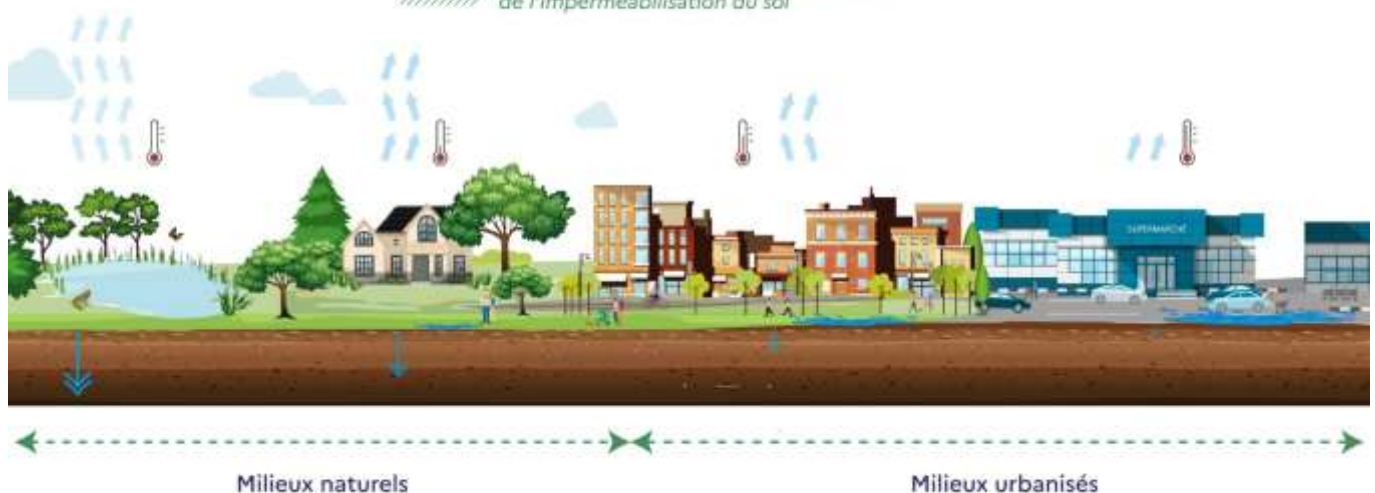 de l'imperméabilisation du sol
SUPERMARCHÉ
Milieux naturels
Milieux urbanisés